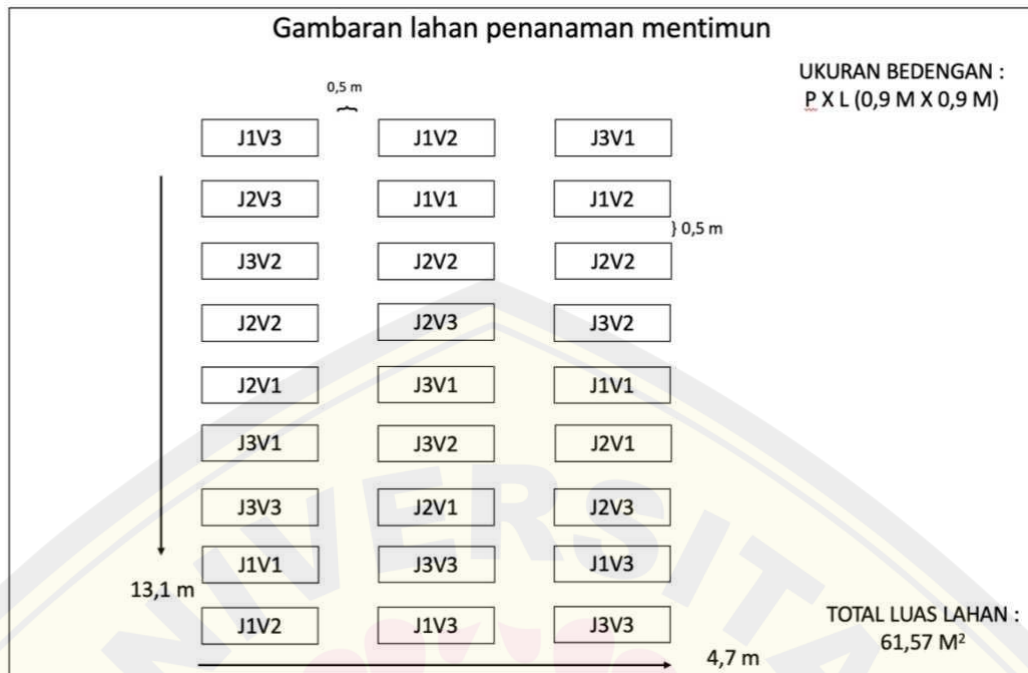 Gambaran lahan penanaman mentimun
UKURAN BEDENGAN :
P X L (0,9 M X 0,9 M)
0,5 m
J1V3 J1V2 J3V1
J2V3 J1V1 J1V2
} 0,5 m
J3V2 J2V2 J2V2
J2V2 J2V3 J3V2
J2V1 J3V1 J1V1
J3V1 J3V2 J2V1
J3V3 J2V1 J2V3
J1V1 J3V3 J1V3
13,1 m
J1V2 J1V3 J3V3
TOTAL LUAS LAHAN :
61,57 M²
4,7 m
UNIVERSITA